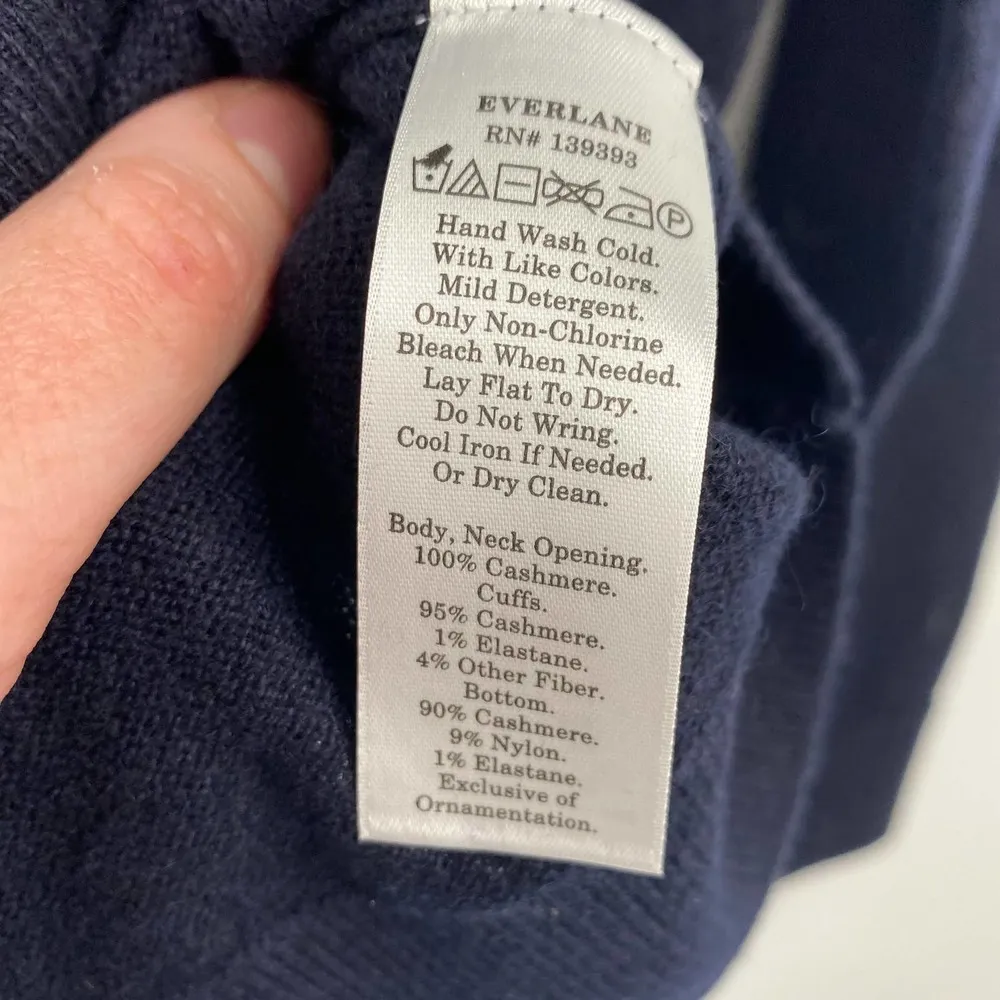 EVERLANE
RN# 139393
P
Hand Wash Cold.
With Like Colors.
Mild Detergent.
Only Non-Chlorine
Bleach When Needed.
Lay Flat To Dry.
Do Not Wring.
Cool Iron If Needed.
Or Dry Clean.
Body, Neck Opening.
100% Cashmere.
Cuffs.
95% Cashmere.
1% Elastane.
4% Other Fiber.
Bottom.
90% Cashmere.
9% Nylon.
1% Elastane.
Exclusive of
Ornamentation.